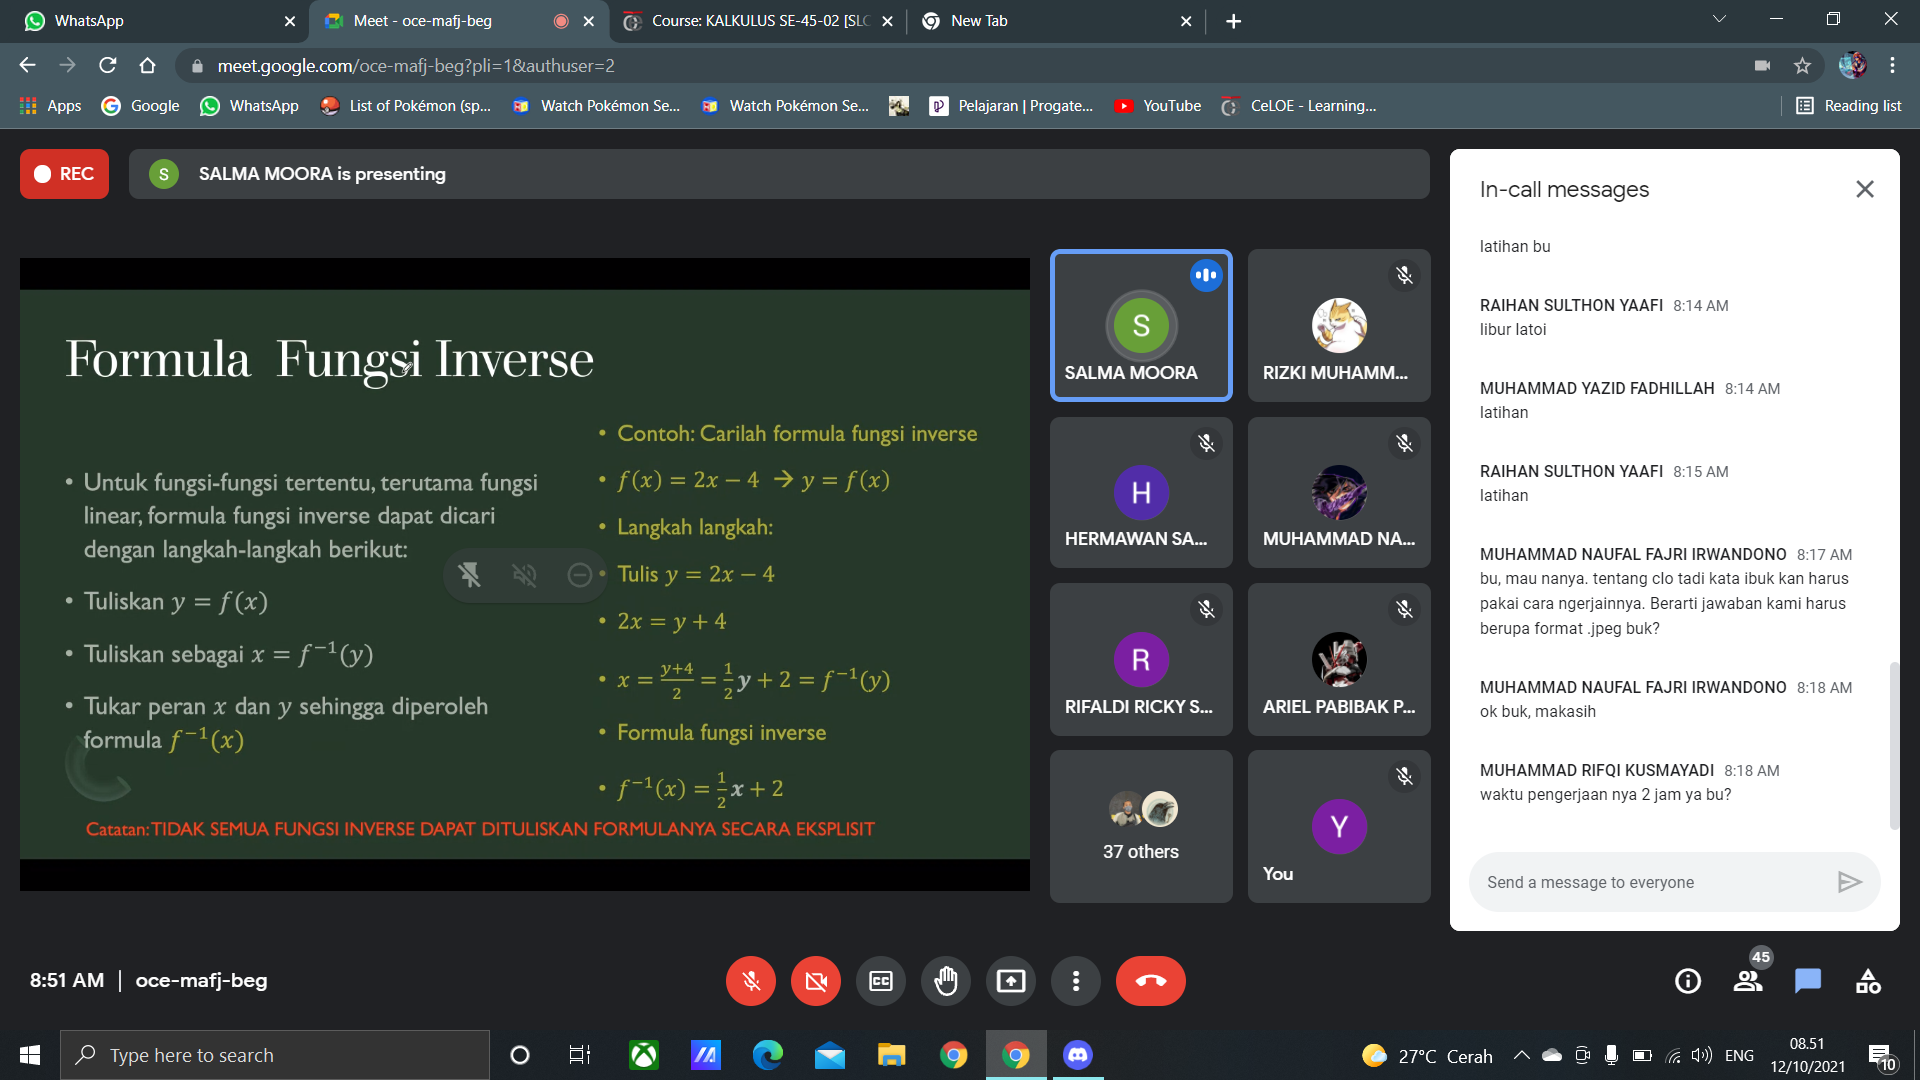 WhatsApp
Meet - oce-mafj-beg
Course: KALKULUS SE-45-02 [SLC
New Tab
meet.google.com/oce-mafj-beg?pli=1&authuser=2
Apps
Google
WhatsApp
List of Pokémon (sp...
Watch Pokémon Se...
Watch Pokémon Se...
Pelajaran | Progate...
YouTube
CeLOE - Learning...
Reading list
REC
S
SALMA MOORA is presenting
Formula Fungsi Inverse
• Untuk fungsi-fungsi tertentu, terutama fungsi
linear, formula fungsi inverse dapat dicari
dengan langkah-langkah berikut:
• Tuliskan y = f(x)
• Tuliskan sebagai x = f⁻¹(y)
• Tukar peran x dan y sehingga diperoleh
formula f⁻¹(x)
• Contoh: Carilah formula fungsi inverse
• f(x) = 2x − 4 → y = f(x)
• Langkah langkah:
• Tulis y = 2x − 4
• 2x = y + 4
• x = (y+4)/2 = 1/2 y + 2 = f⁻¹(y)
• Formula fungsi inverse
• f⁻¹(x) = 1/2 x + 2
Catatan: TIDAK SEMUA FUNGSI INVERSE DAPAT DITULISKAN FORMULANYA SECARA EKSPLISIT
S
SALMA MOORA
RIZKI MUHAMM...
H
HERMAWAN SA...
MUHAMMAD NA...
R
RIFALDI RICKY S...
ARIEL PABIBAK P...
37 others
Y
You
In-call messages
latihan bu
RAIHAN SULTHON YAAFI 8:14 AM
libur latoi
MUHAMMAD YAZID FADHILLAH 8:14 AM
latihan
RAIHAN SULTHON YAAFI 8:15 AM
latihan
MUHAMMAD NAUFAL FAJRI IRWANDONO 8:17 AM
bu, mau nanya. tentang clo tadi kata ibuk kan harus
pakai cara ngerjainnya. Berarti jawaban kami harus
berupa format .jpeg buk?
MUHAMMAD NAUFAL FAJRI IRWANDONO 8:18 AM
ok buk, makasih
MUHAMMAD RIFQI KUSMAYADI 8:18 AM
waktu pengerjaan nya 2 jam ya bu?
Send a message to everyone
8:51 AM | oce-mafj-beg
CC
45
Type here to search
27°C Cerah
ENG
08.51
12/10/2021
10